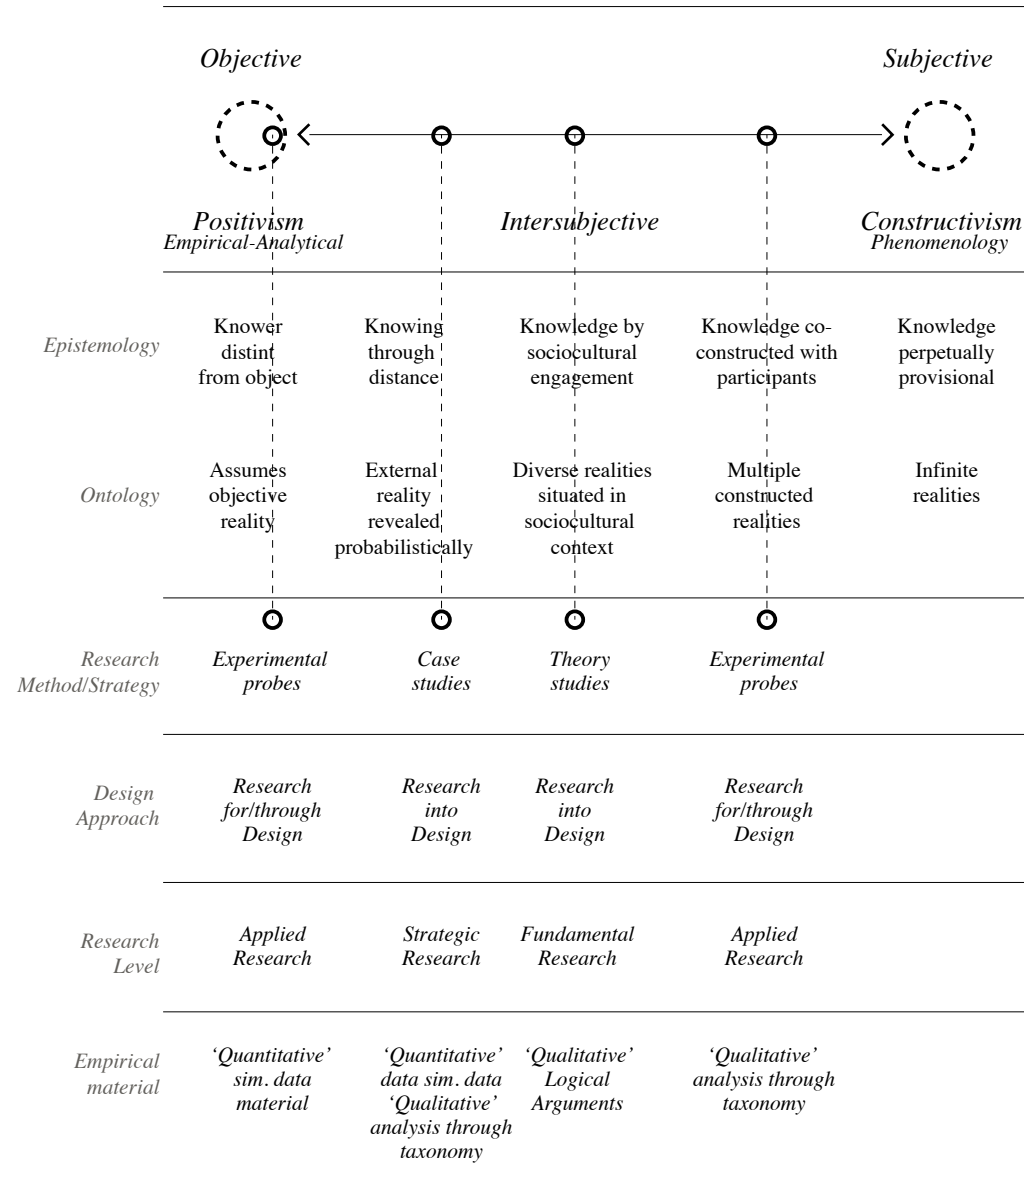 Objective
Subjective
Positivism
Empirical-Analytical
Intersubjective
Constructivism
Phenomenology
Epistemology
Knower
distint
from object
Knowing
through
distance
Knowledge by
sociocultural
engagement
Knowledge co-
constructed with
participants
Knowledge
perpetually
provisional
Ontology
Assumes
objective
reality
External
reality
revealed
probabilistically
Diverse realities
situated in
sociocultural
context
Multiple
constructed
realities
Infinite
realities
Research
Method/Strategy
Experimental
probes
Case
studies
Theory
studies
Experimental
probes
Design
Approach
Research
for/through
Design
Research
into
Design
Research
into
Design
Research
for/through
Design
Research
Level
Applied
Research
Strategic
Research
Fundamental
Research
Applied
Research
Empirical
material
‘Quantitative’
sim. data
material
‘Quantitative’
data sim. data
‘Qualitative’
analysis through
taxonomy
‘Qualitative’
Logical
Arguments
‘Qualitative’
analysis through
taxonomy